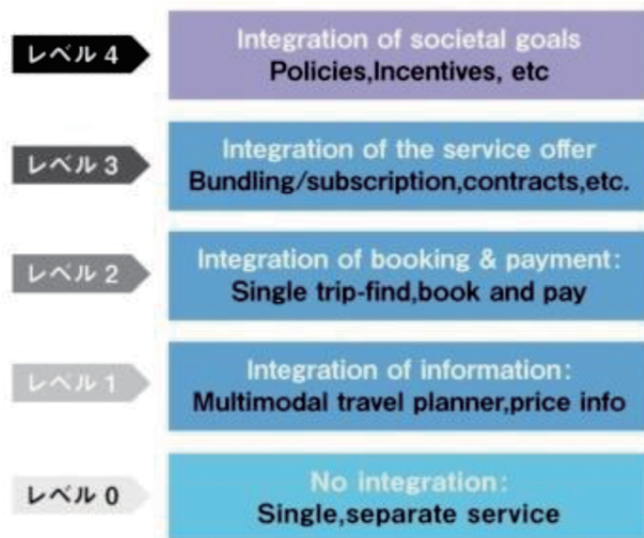 レベル 4
Integration of societal goals
Policies,Incentives, etc
レベル 3
Integration of the service offer
Bundling/subscription,contracts,etc.
レベル 2
Integration of booking & payment:
Single trip-find,book and pay
レベル 1
Integration of information:
Multimodal travel planner,price info
レベル 0
No integration:
Single,separate service